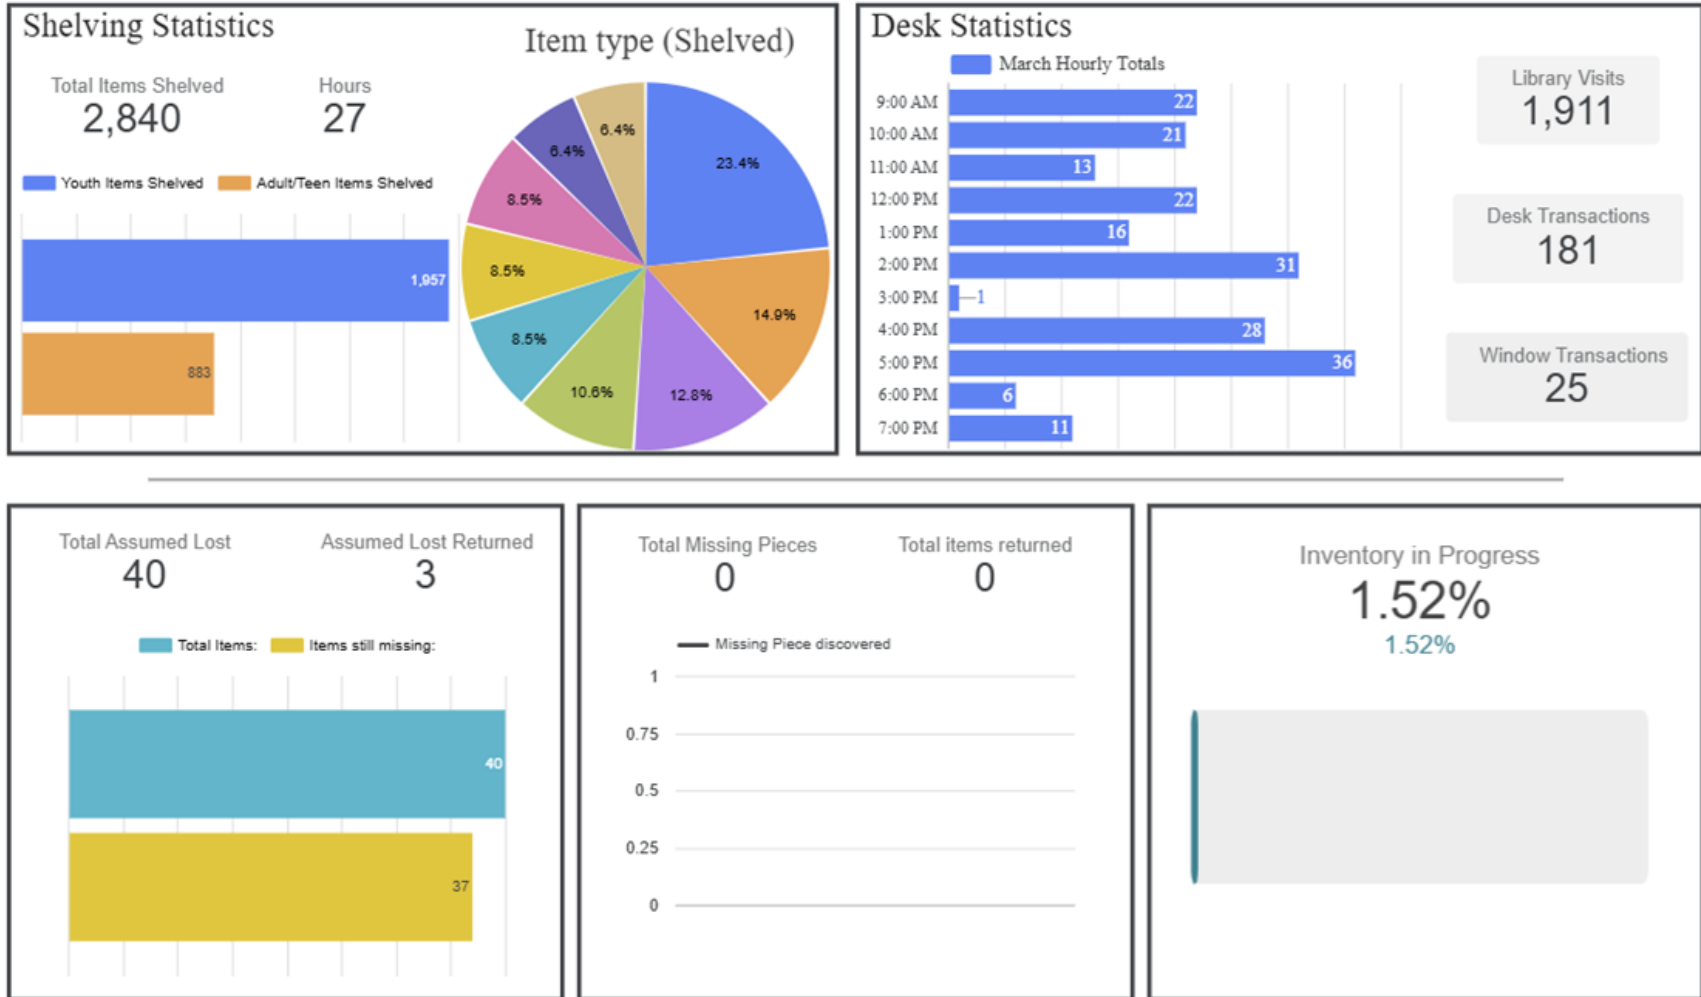 Shelving Statistics
Item type (Shelved)
Total Items Shelved
2,840
Hours
27
Youth Items Shelved
Adult/Teen Items Shelved
1,957
883
23.4%
14.9%
12.8%
10.6%
8.5%
8.5%
8.5%
6.4%
6.4%
Desk Statistics
March Hourly Totals
9:00 AM 22
10:00 AM 21
11:00 AM 13
12:00 PM 22
1:00 PM 16
2:00 PM 31
3:00 PM 1
4:00 PM 28
5:00 PM 36
6:00 PM 6
7:00 PM 11
Library Visits
1,911
Desk Transactions
181
Window Transactions
25
Total Assumed Lost
40
Assumed Lost Returned
3
Total Items:
Items still missing:
40
37
Total Missing Pieces
0
Total items returned
0
Missing Piece discovered
1
0.75
0.5
0.25
0
Inventory in Progress
1.52%
1.52%